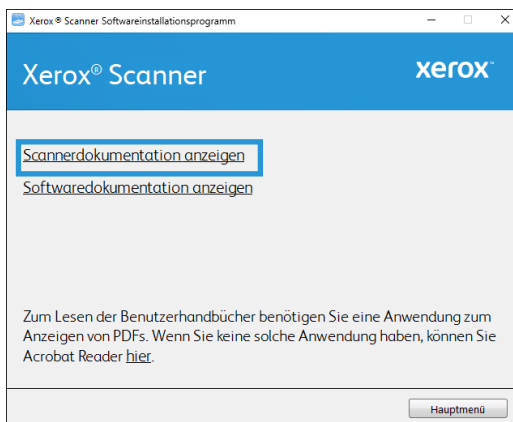 Xerox® Scanner Softwareinstallationsprogramm
Xerox® Scanner
xerox™
Scannerdokumentation anzeigen
Softwaredokumentation anzeigen
Zum Lesen der Benutzerhandbücher benötigen Sie eine Anwendung zum
Anzeigen von PDFs. Wenn Sie keine solche Anwendung haben, können Sie
Acrobat Reader hier.
Hauptmenü